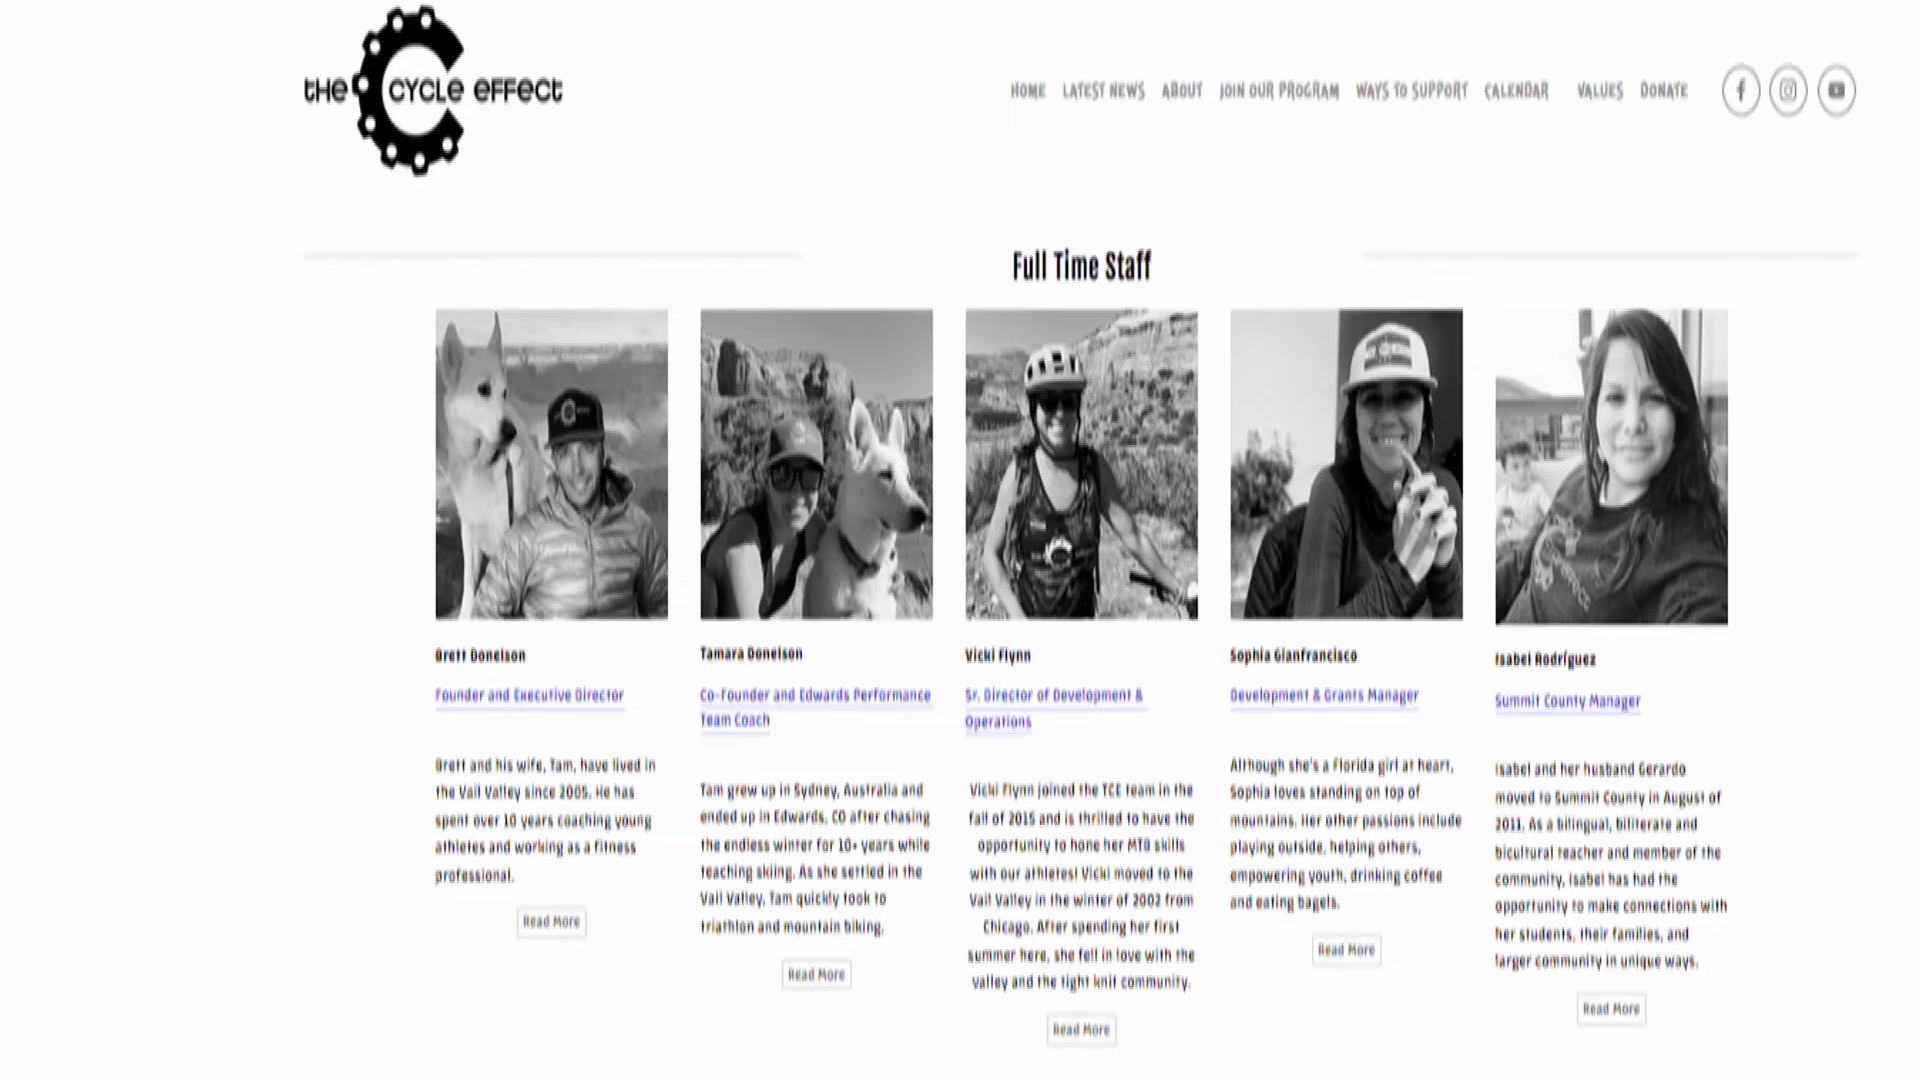 the CYCLE EFFECT
HOME LATEST NEWS ABOUT JOIN OUR PROGRAM WAYS TO SUPPORT CALENDAR VALUES DONATE
Full Time Staff
Brett Donelson
Founder and Executive Director
Brett and his wife, Tam, have lived in
the Vail Valley since 2005. He has
spent over 10 years coaching young
athletes and working as a fitness
professional.
Read More
Tamara Donelson
Co-Founder and Edwards Performance
Team Coach
Tam grew up in Sydney, Australia and
ended up in Edwards, CO after chasing
the endless winter for 10+ years while
teaching skiing. As she settled in the
Vail Valley, Tam quickly took to
triathlon and mountain biking.
Read More
Vicki Flynn
Sr. Director of Development &
Operations
Vicki Flynn joined the TCE team in the
fall of 2015 and is thrilled to have the
opportunity to hone her MTB skills
with our athletes! Vicki moved to the
Vail Valley in the winter of 2002 from
Chicago. After spending her first
summer here, she fell in love with the
valley and the tight knit community.
Read More
Sophia Gianfrancisco
Development & Grants Manager
Although she's a Florida girl at heart,
Sophia loves standing on top of
mountains. Her other passions include
playing outside, helping others,
empowering youth, drinking coffee
and eating bagels.
Read More
Isabel Rodríguez
Summit County Manager
Isabel and her husband Gerardo
moved to Summit County in August of
2011. As a bilingual, biliterate and
bicultural teacher and member of the
community, Isabel has had the
opportunity to make connections with
her students, their families, and
larger community in unique ways.
Read More